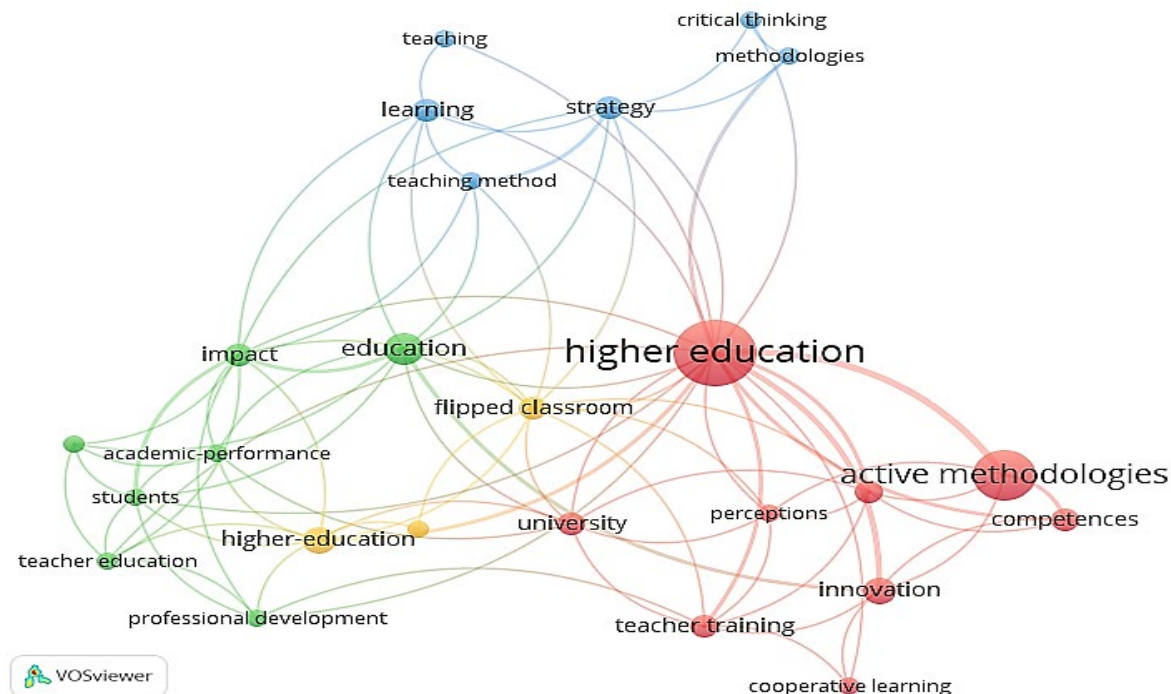 critical thinking
teaching
methodologies
learning
strategy
teaching method
impact
education
higher education
flipped classroom
academic-performance
active methodologies
students
perceptions
competences
university
higher-education
teacher education
innovation
professional development
teacher training
VOSviewer
cooperative learning